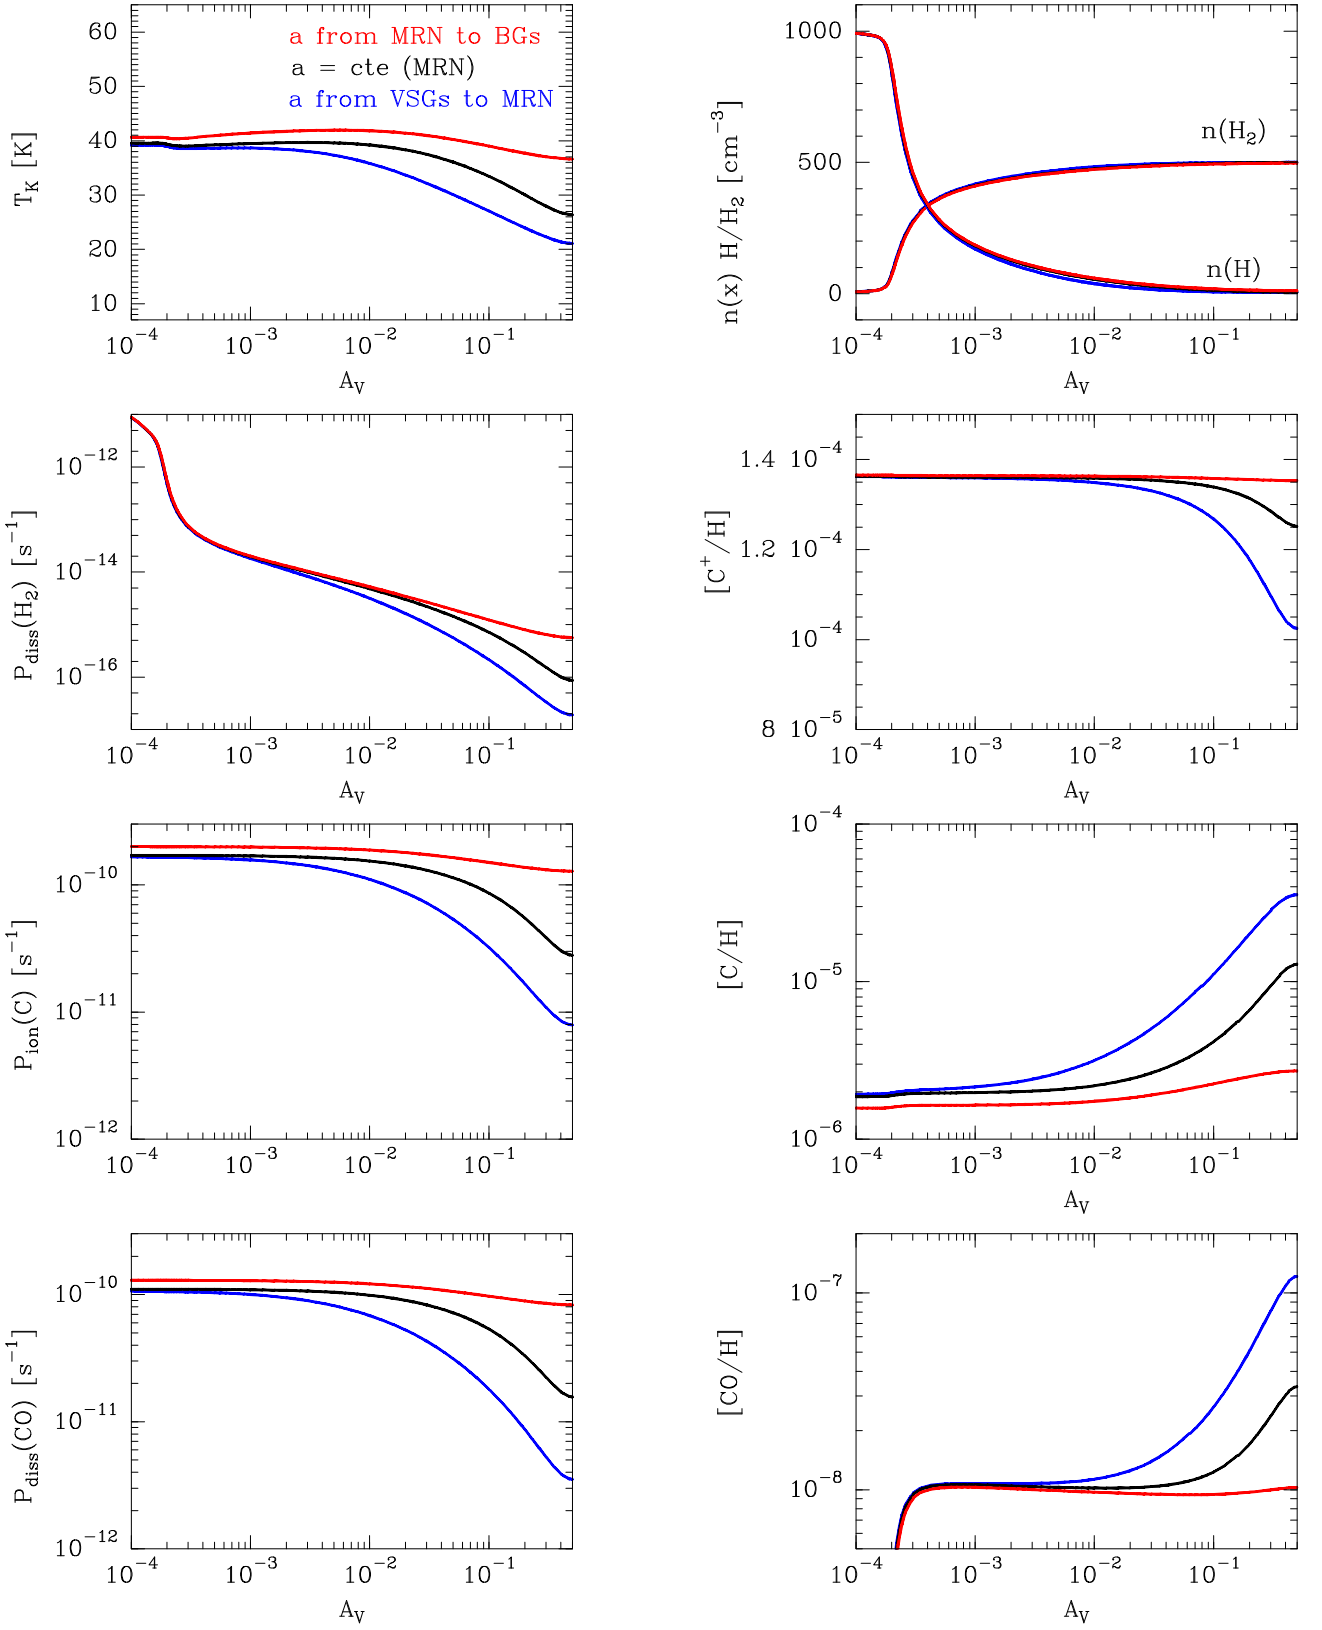 60
50
40
30
20
10
T_K [K]
a from MRN to BGs
a = cte (MRN)
a from VSGs to MRN
10^-4 10^-3 10^-2 10^-1
A_V
1000
500
0
n(x) H/H_2 [cm^-3]
n(H_2)
n(H)
10^-4 10^-3 10^-2 10^-1
A_V
10^-12
10^-14
10^-16
P_diss(H_2) [s^-1]
10^-4 10^-3 10^-2 10^-1
A_V
1.4 10^-4
1.2 10^-4
10^-4
8 10^-5
[C^+/H]
10^-4 10^-3 10^-2 10^-1
A_V
10^-10
10^-11
10^-12
P_ion(C) [s^-1]
10^-4 10^-3 10^-2 10^-1
10^-4
10^-5
10^-6
[C/H]
10^-4 10^-3 10^-2 10^-1
A_V
10^-10
10^-11
10^-12
P_diss(CO) [s^-1]
10^-4 10^-3 10^-2 10^-1
A_V
10^-7
10^-8
[CO/H]
10^-4 10^-3 10^-2 10^-1
A_V